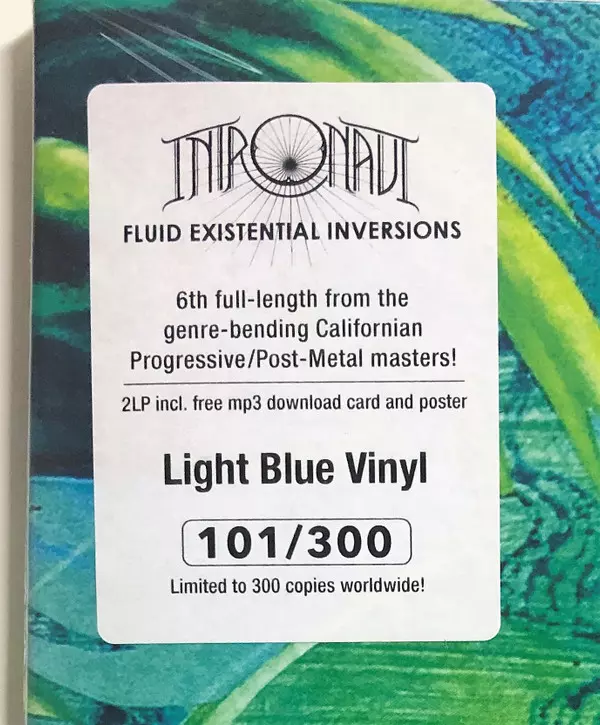 INTRONAUT
FLUID EXISTENTIAL INVERSIONS
6th full-length from the
genre-bending Californian
Progressive/Post-Metal masters!
2LP incl. free mp3 download card and poster
Light Blue Vinyl
101/300
Limited to 300 copies worldwide!